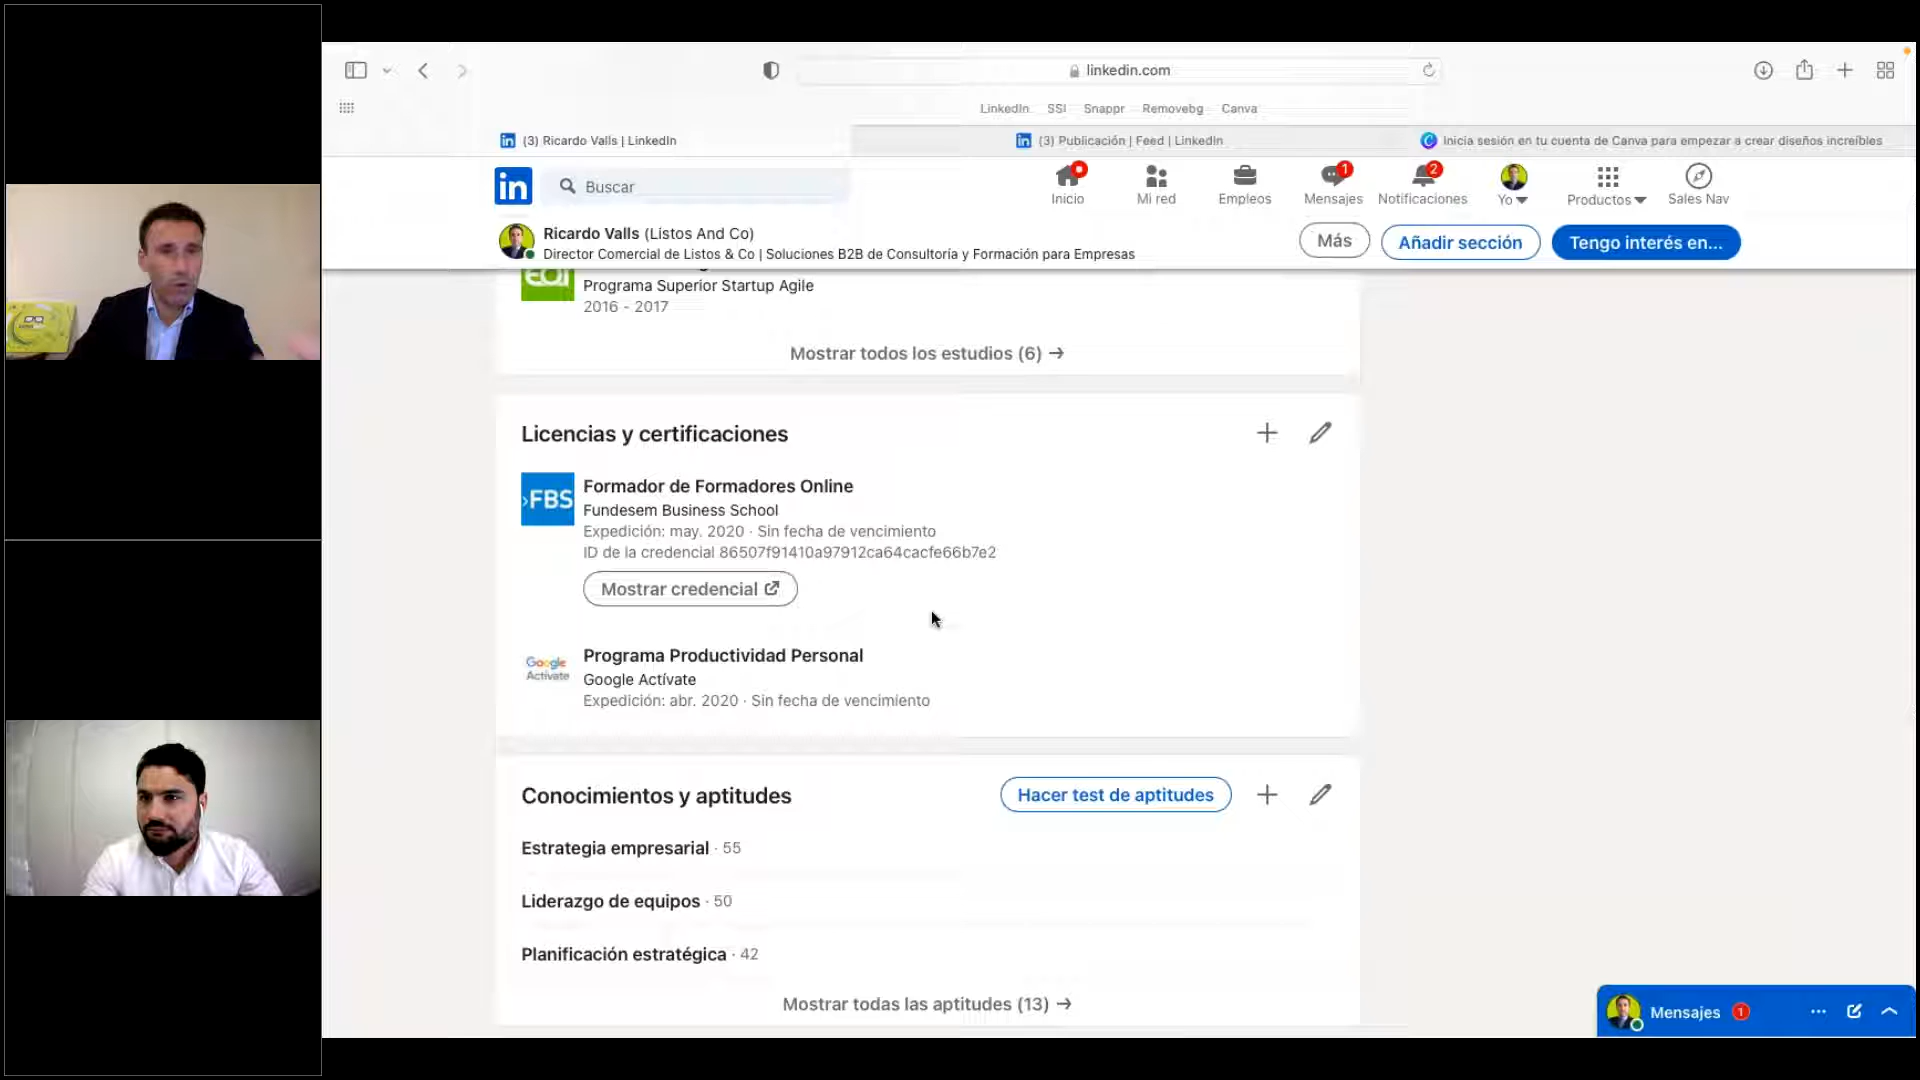 linkedin.com
LinkedIn SSI Snappr Removebg Canva
(3) Ricardo Valls | LinkedIn
(3) Publicación | Feed | LinkedIn
Inicia sesión en tu cuenta de Canva para empezar a crear diseños increíbles
in
Buscar
Inicio
Mi red
Empleos
1
Mensajes
2
Notificaciones
Yo
Productos
Sales Nav
Ricardo Valls (Listos And Co)
Director Comercial de Listos & Co | Soluciones B2B de Consultoría y Formación para Empresas
Más
Añadir sección
Tengo interés en...
EOI
Programa Superior Startup Agile
2016 - 2017
Mostrar todos los estudios (6) →
Licencias y certificaciones
›FBS
Formador de Formadores Online
Fundesem Business School
Expedición: may. 2020 · Sin fecha de vencimiento
ID de la credencial 86507f91410a97912ca64cacfe66b7e2
Mostrar credencial
Google
Actívate
Programa Productividad Personal
Google Actívate
Expedición: abr. 2020 · Sin fecha de vencimiento
Conocimientos y aptitudes
Hacer test de aptitudes
Estrategia empresarial · 55
Liderazgo de equipos · 50
Planificación estratégica · 42
Mostrar todas las aptitudes (13) →
Mensajes 1